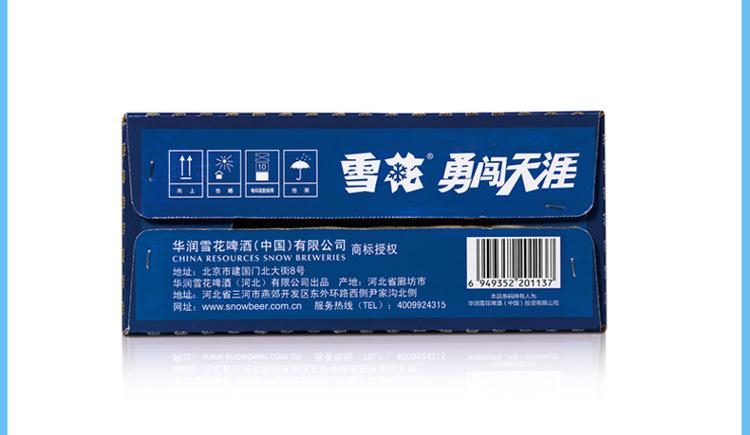 雪花® 勇闯天涯
向上 怕晒 堆码层数极限 怕雨
10
华润雪花啤酒(中国)有限公司 商标授权
CHINA RESOURCES SNOW BREWERIES
地址：北京市建国门北大街8号
华润雪花啤酒（河北）有限公司出品 产地：河北省廊坊市
地址：河北省三河市燕郊开发区东外环路西侧尹家沟北侧
网址：www.snowbeer.com.cn 服务热线（TEL）：4009924315
6 949352 201137
本品条码持有人为
华润雪花啤酒（中国）投资有限公司